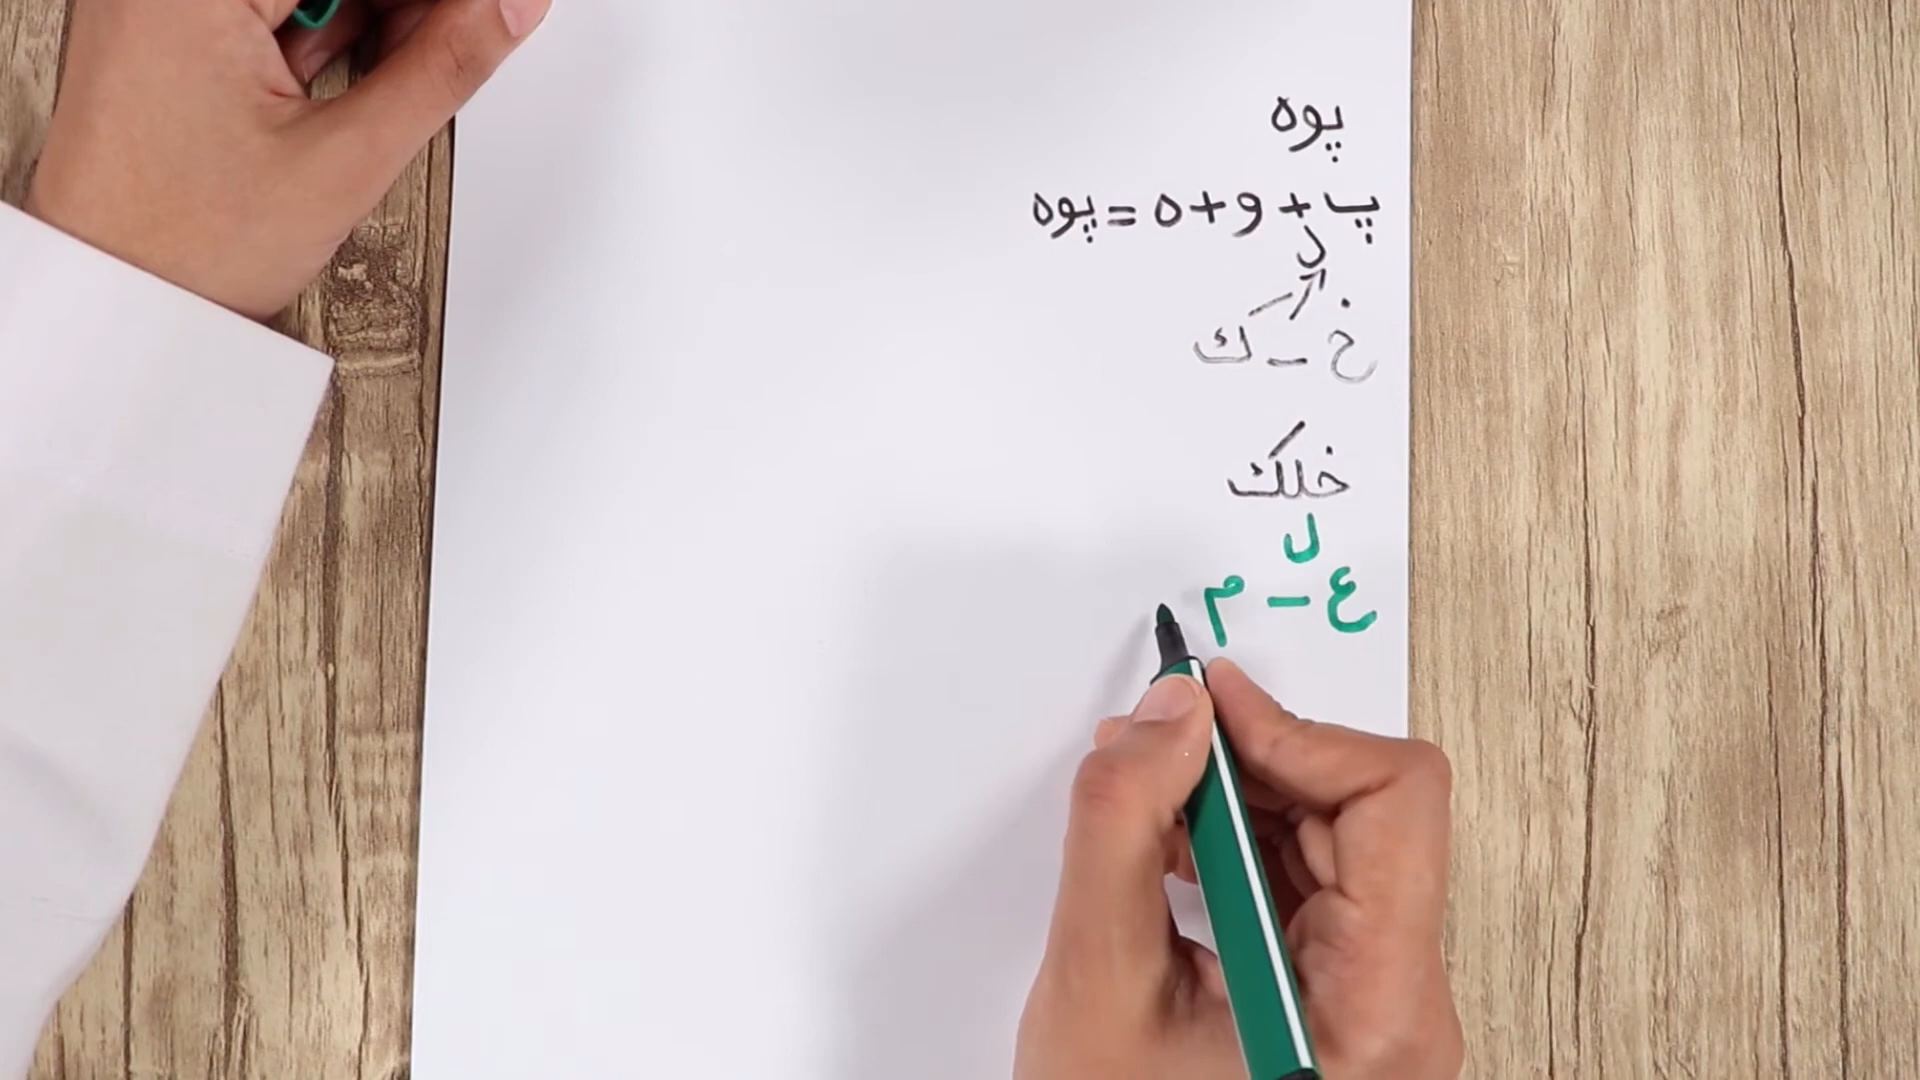 پوه
پ + و + ه = پوه
ل
خ – ک
خلک
ل
ع – م